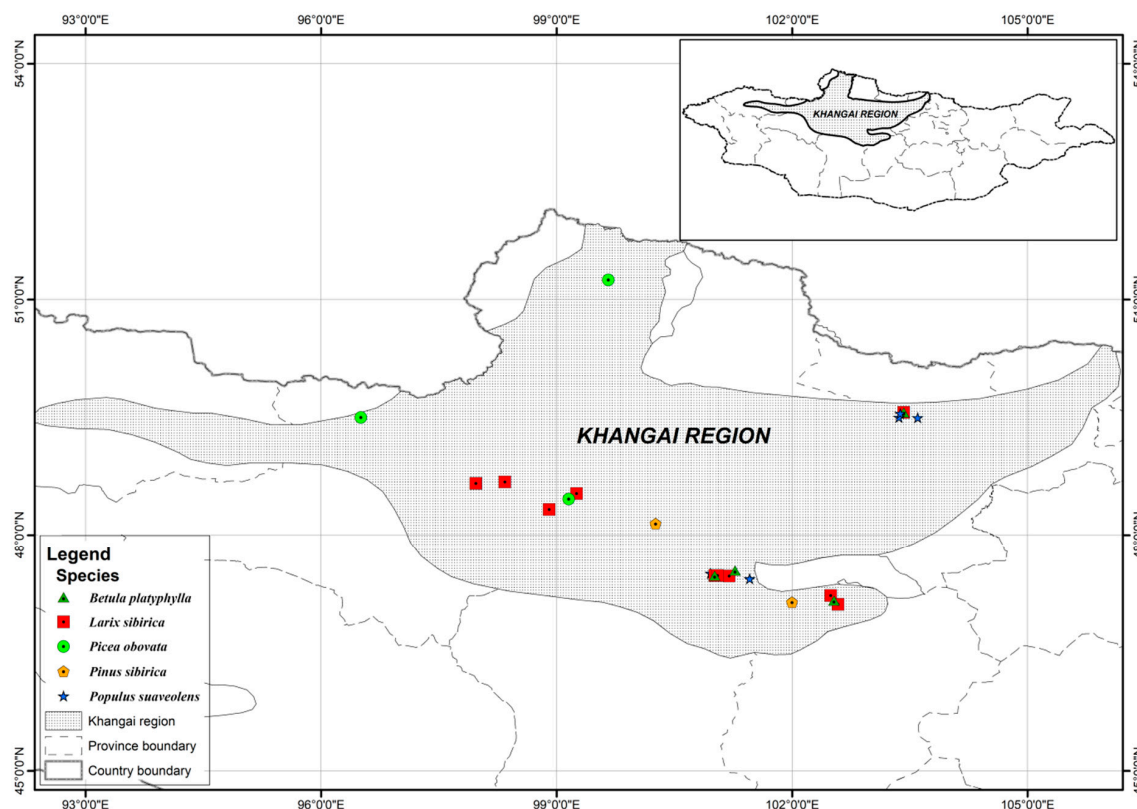 93°0'0"E 96°0'0"E 99°0'0"E 102°0'0"E 105°0'0"E
54°0'0"N
KHANGAI REGION
51°0'0"N
KHANGAI REGION
48°0'0"N
Legend
Species
Betula platyphylla
Larix sibirica
Picea obovata
Pinus sibirica
Populus suaveolens
Khangai region
Province boundary
Country boundary
45°0'0"N
93°0'0"E 96°0'0"E 99°0'0"E 102°0'0"E 105°0'0"E